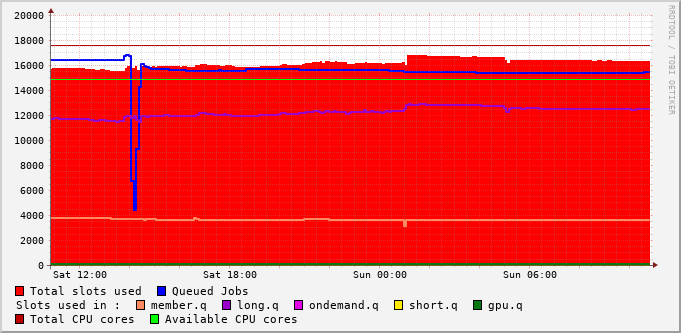 20000
18000
16000
14000
12000
10000
8000
6000
4000
2000
0
Sat 12:00 Sat 18:00 Sun 00:00 Sun 06:00
RRDTOOL / TOBI OETIKER
Total slots used Queued Jobs
Slots used in : member.q long.q ondemand.q short.q gpu.q
Total CPU cores Available CPU cores